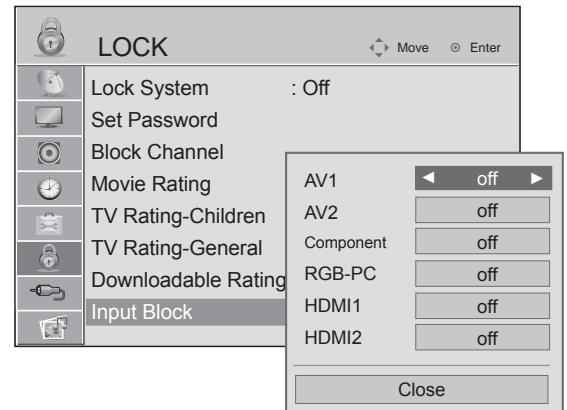 LOCK
Move Enter
Lock System : Off
Set Password
Block Channel
Movie Rating
TV Rating-Children
TV Rating-General
Downloadable Rating
Input Block
AV1 ◄ off ►
AV2 off
Component off
RGB-PC off
HDMI1 off
HDMI2 off
Close